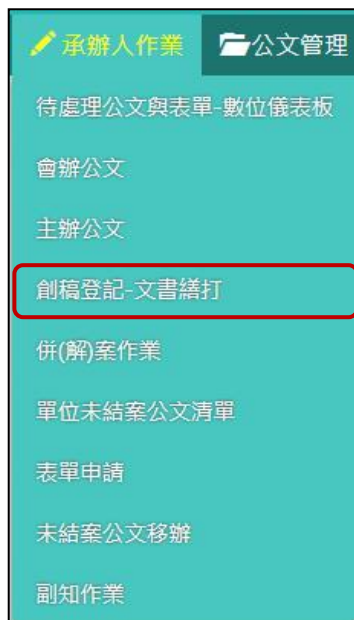 承辦人作業 公文管理
待處理公文與表單-數位儀表板
會辦公文
主辦公文
創稿登記-文書繕打
併(解)案作業
單位未結案公文清單
表單申請
未結案公文移辦
副知作業